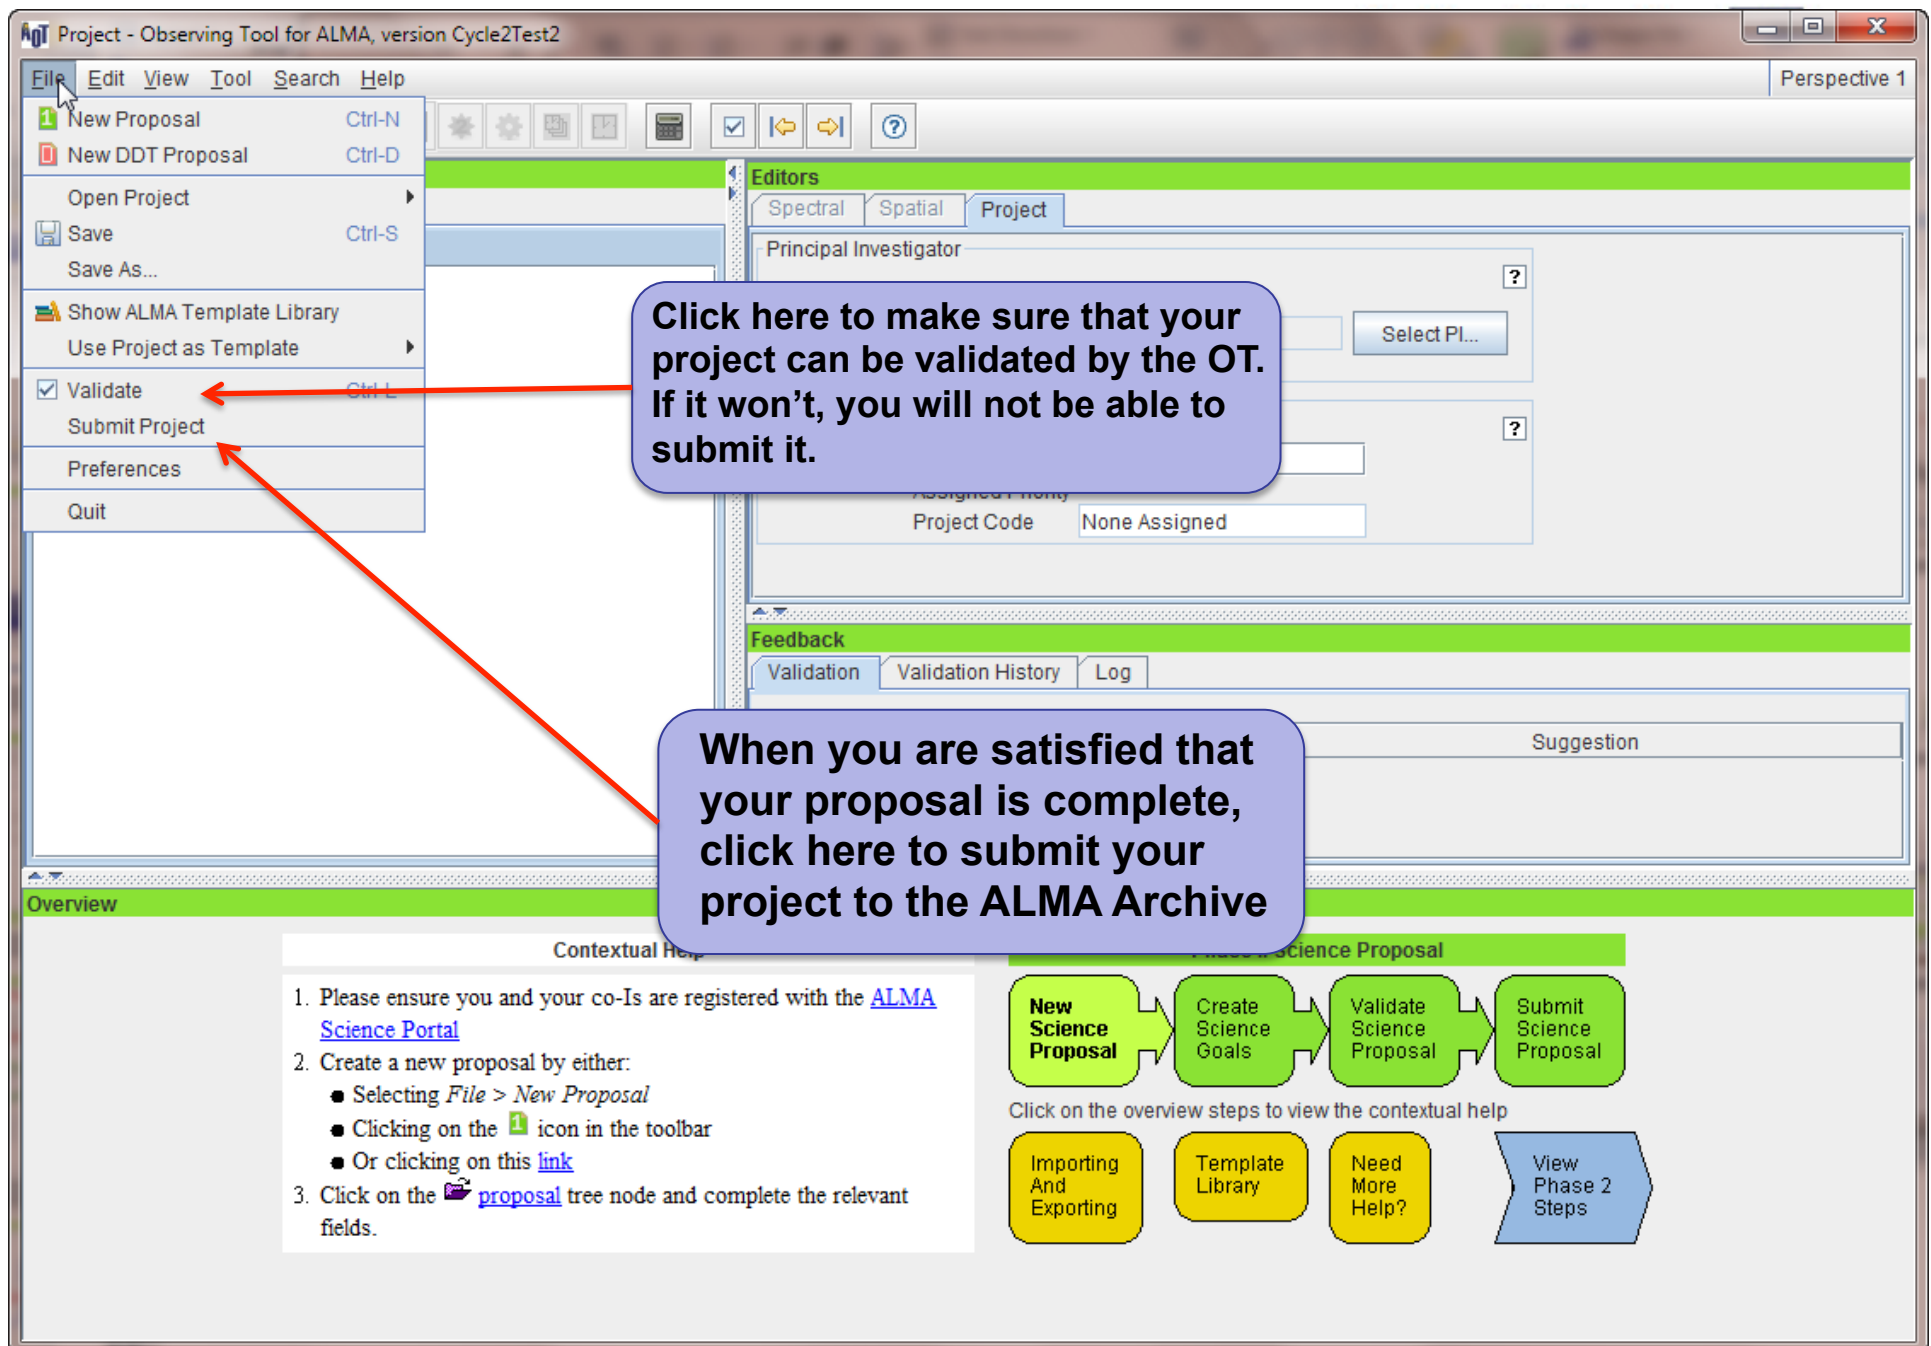 Project - Observing Tool for ALMA, version Cycle2Test2
File Edit View Tool Search Help
Perspective 1
New Proposal Ctrl-N
New DDT Proposal Ctrl-D
Open Project
Save Ctrl-S
Save As...
Show ALMA Template Library
Use Project as Template
Validate Ctrl-L
Submit Project
Preferences
Quit
Editors
Spectral Spatial Project
Principal Investigator
?
Select PI...
?
Assigned Priority
Project Code None Assigned
Click here to make sure that your
project can be validated by the OT.
If it won’t, you will not be able to
submit it.
Feedback
Validation Validation History Log
Suggestion
When you are satisfied that
your proposal is complete,
click here to submit your
project to the ALMA Archive
Overview
Contextual Help
1. Please ensure you and your co-Is are registered with the ALMA
Science Portal
2. Create a new proposal by either:
Selecting File > New Proposal
Clicking on the 1 icon in the toolbar
Or clicking on this link
3. Click on the proposal tree node and complete the relevant
fields.
Science Proposal
New
Science
Proposal
Create
Science
Goals
Validate
Science
Proposal
Submit
Science
Proposal
Click on the overview steps to view the contextual help
Importing
And
Exporting
Template
Library
Need
More
Help?
View
Phase 2
Steps